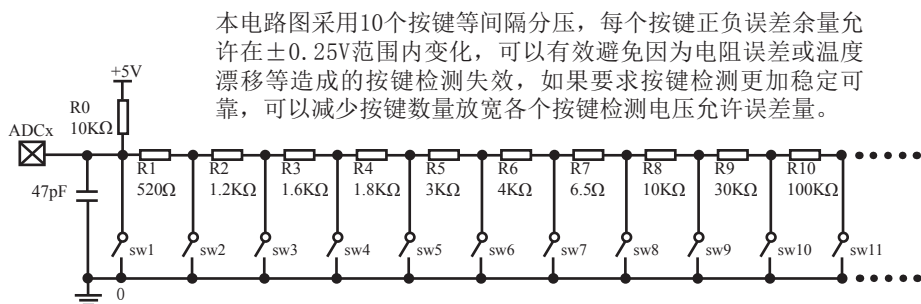 本电路图采用10个按键等间隔分压，每个按键正负误差余量允
许在±0.25V范围内变化，可以有效避免因为电阻误差或温度
漂移等造成的按键检测失效，如果要求按键检测更加稳定可
靠，可以减少按键数量放宽各个按键检测电压允许误差量。
+5V
R0
10KΩ
ADCx
47pF
R1 R2 R3 R4 R5 R6 R7 R8 R9 R10
520Ω 1.2KΩ 1.6KΩ 1.8KΩ 3KΩ 4KΩ 6.5Ω 10KΩ 30KΩ 100KΩ
sw1 sw2 sw3 sw4 sw5 sw6 sw7 sw8 sw9 sw10 sw11
0